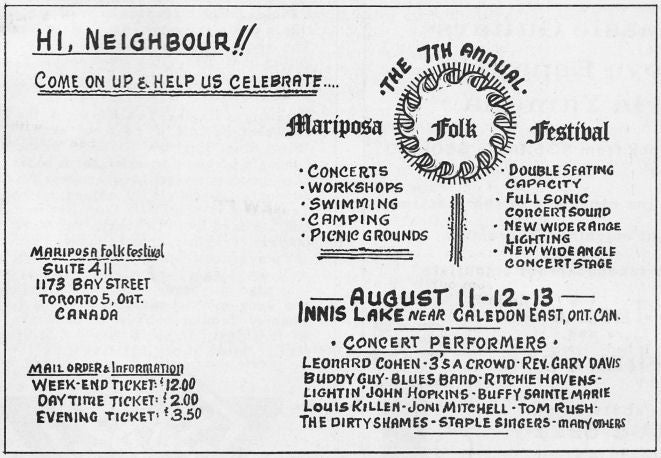 HI, NEIGHBOUR!!
COME ON UP & HELP US CELEBRATE....
MARIPOSA Folk Festival
SUITE 411
1173 BAY STREET
TORONTO 5, ONT.
CANADA
MAIL ORDER & INFORMATION
WEEK-END TICKET: $12.00
DAY TIME TICKET: $2.00
EVENING TICKET: $3.50
·THE 7TH ANNUAL·
Mariposa Folk Festival
· CONCERTS
· WORKSHOPS
· SWIMMING
· CAMPING
· PICNIC GROUNDS
· DOUBLE SEATING
CAPACITY
· FULL SONIC
CONCERT SOUND
· NEW WIDE RANGE
LIGHTING
· NEW WIDE ANGLE
CONCERT STAGE
— AUGUST 11-12-13 —
INNIS LAKE NEAR CALEDON EAST, ONT. CAN.
· CONCERT PERFORMERS ·
LEONARD COHEN · 3'S A CROWD · REV. GARY DAVIS
BUDDY GUY · BLUES BAND · RITCHIE HAVENS ·
LIGHTIN' JOHN HOPKINS · BUFFY SAINTE MARIE
LOUIS KILLEN · JONI MITCHELL · TOM RUSH ·
THE DIRTY SHAMES · STAPLE SINGERS · MANY OTHERS